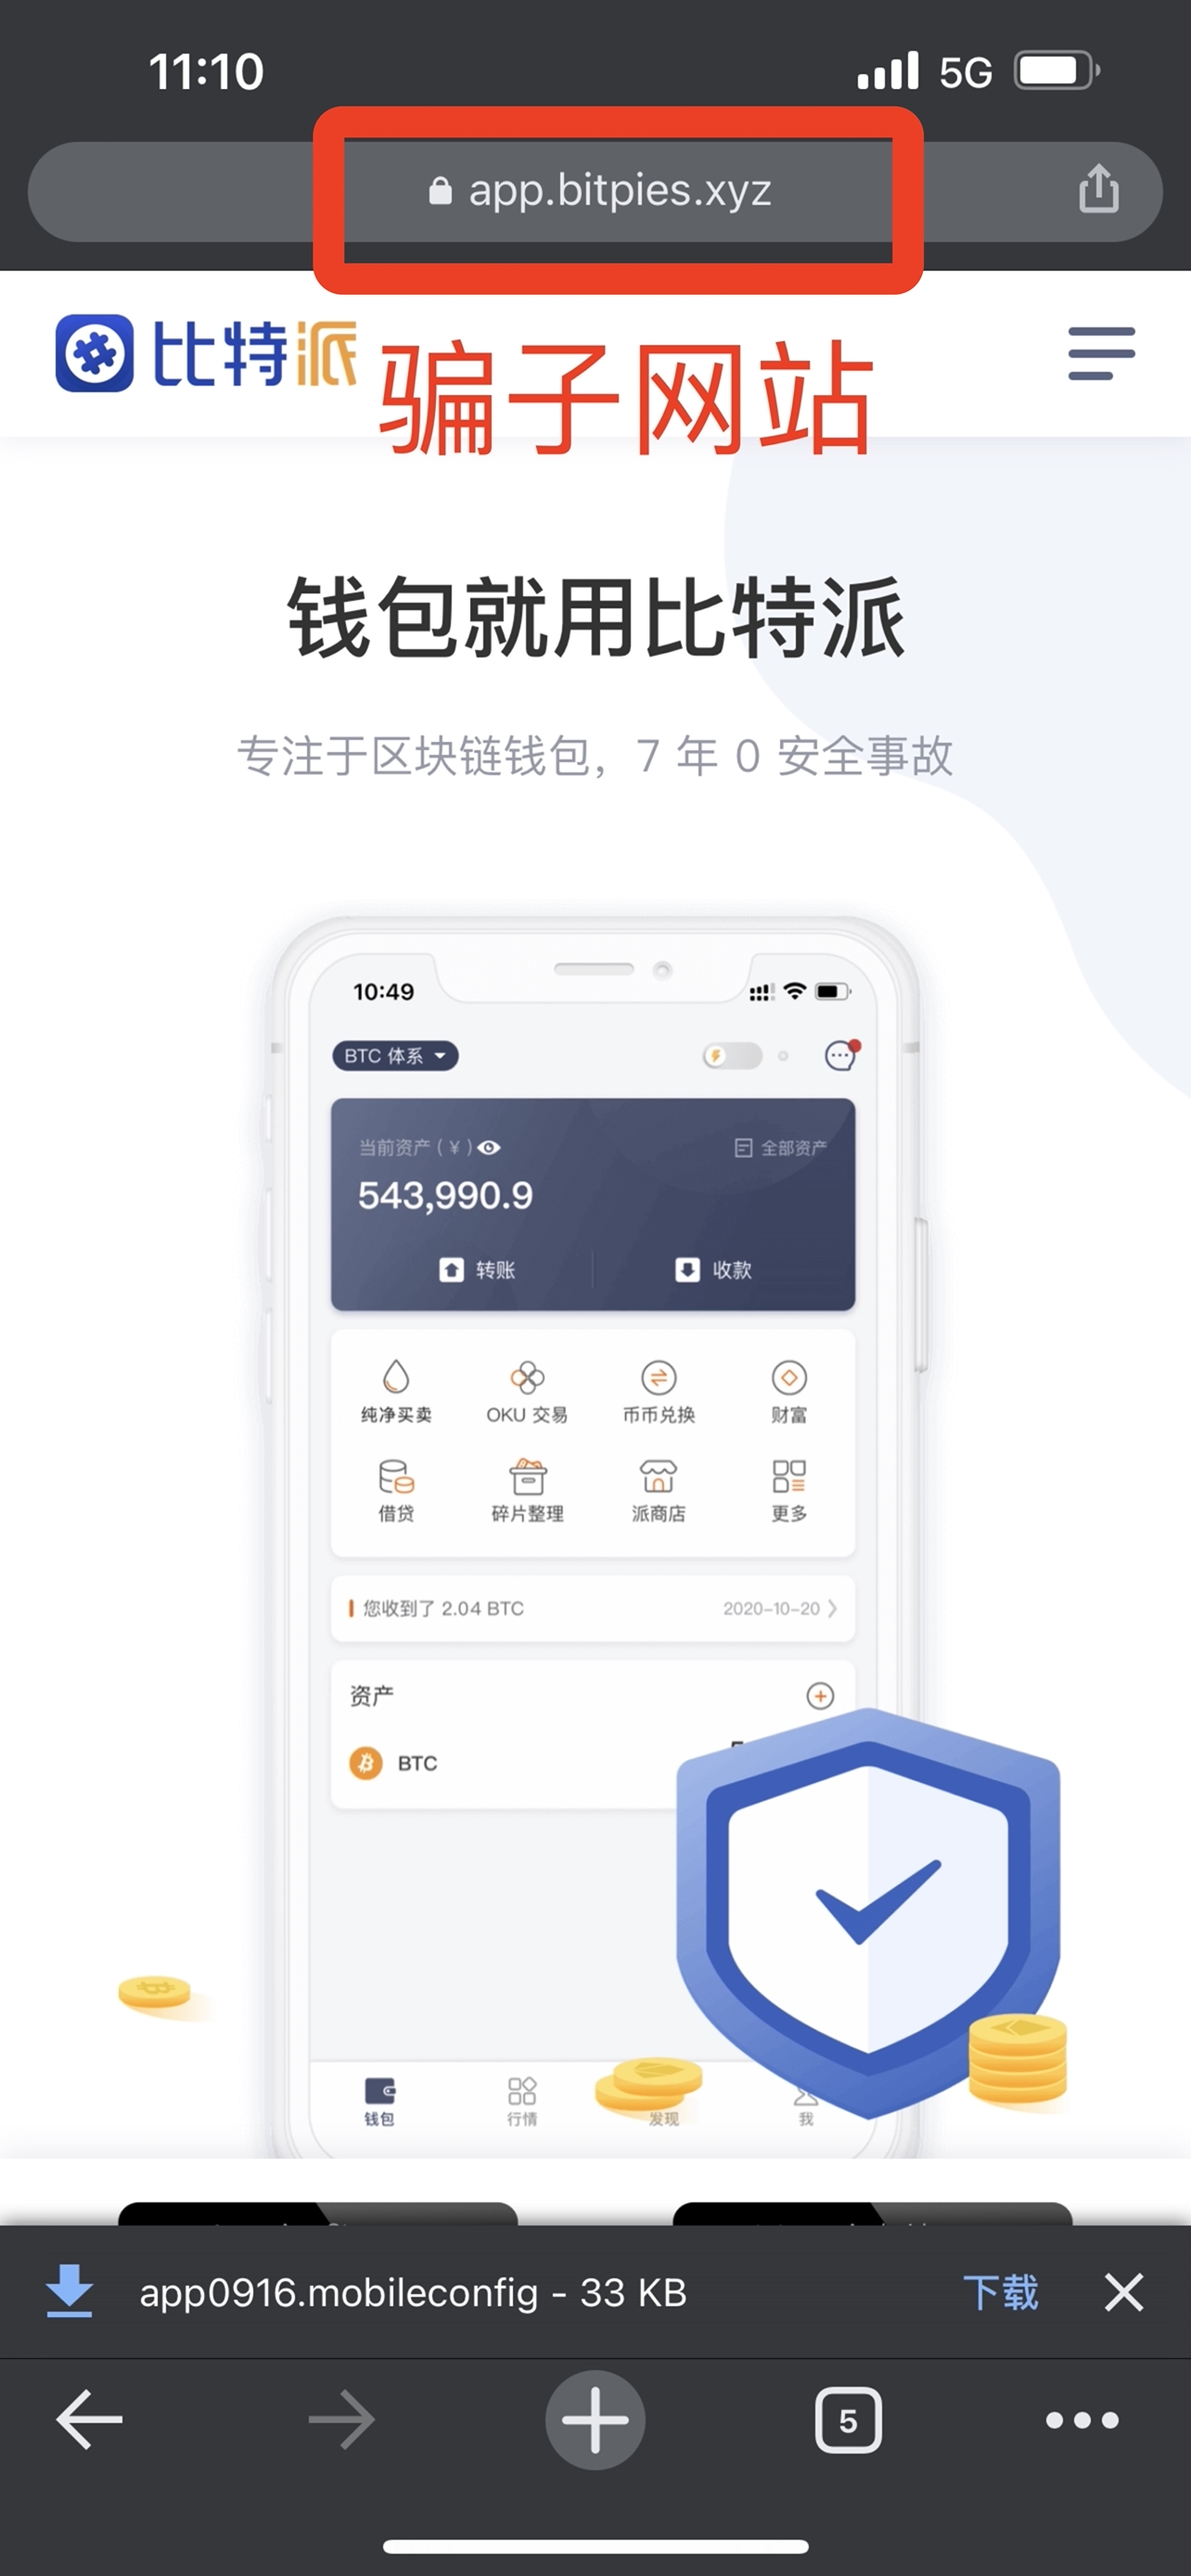 11:10
5G
app.bitpies.xyz
比特派
骗子网站
钱包就用比特派
专注于区块链钱包，7 年 0 安全事故
10:49
BTC 体系
当前资产 ( ¥ )
全部资产
543,990.9
转账
收款
纯净买卖
OKU 交易
币币兑换
财富
借贷
碎片整理
派商店
更多
您收到了 2.04 BTC
2020-10-20
资产
BTC
钱包
行情
发现
我
app0916.mobileconfig - 33 KB
下载
5